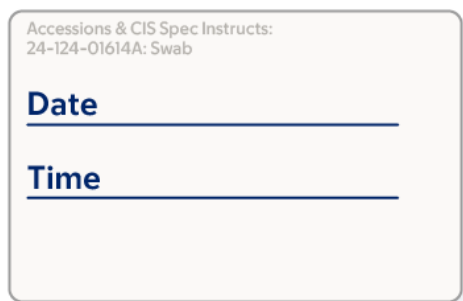 Accessions & CIS Spec Instructs:
24-124-01614A: Swab
Date
Time